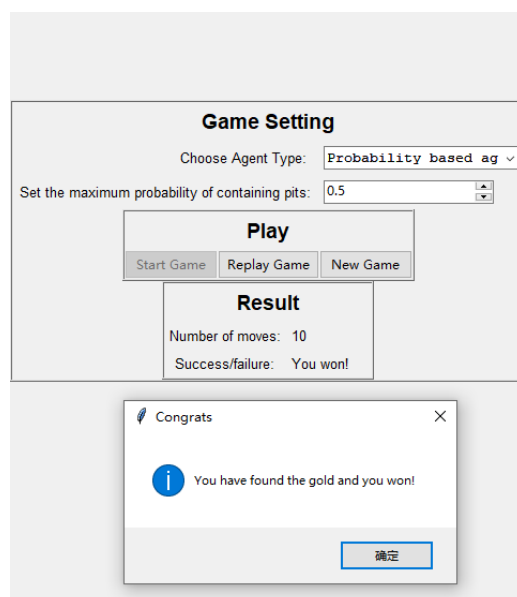 Game Setting
Choose Agent Type: Probability based ag
Set the maximum probability of containing pits: 0.5
Play
Start Game Replay Game New Game
Result
Number of moves: 10
Success/failure: You won!
Congrats
You have found the gold and you won!
确定